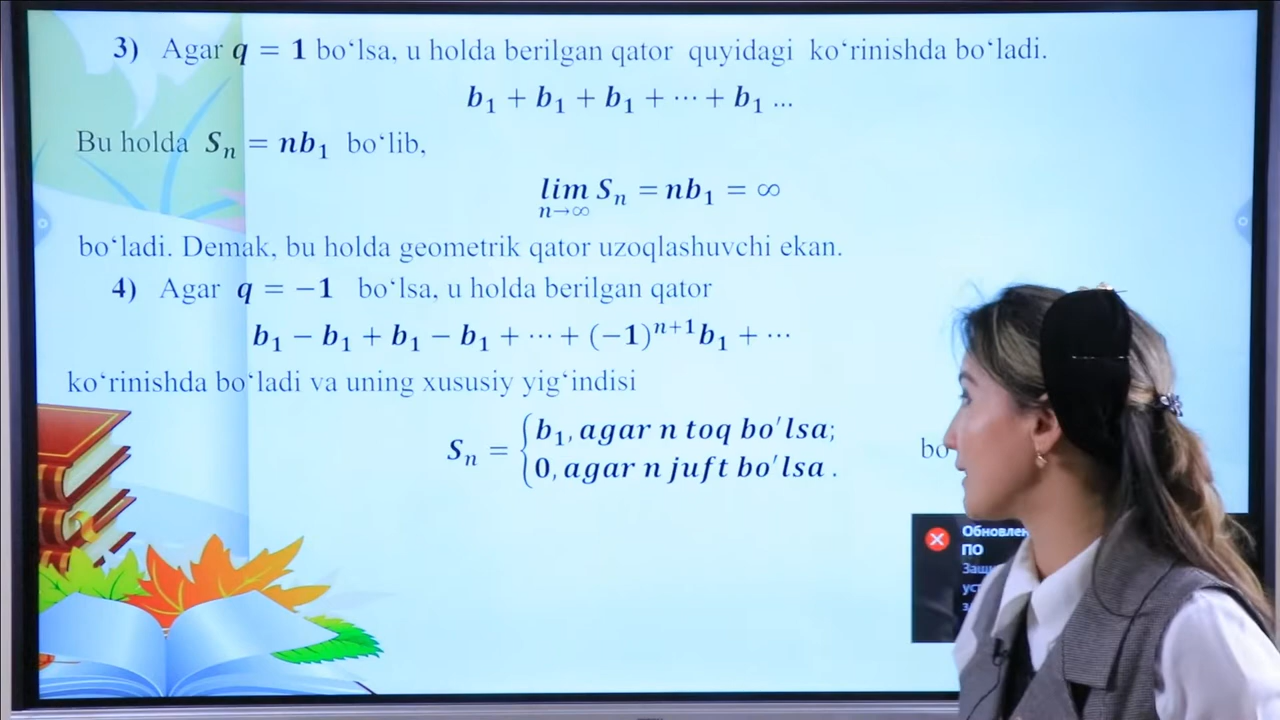 3) Agar q = 1 bo‘lsa, u holda berilgan qator quyidagi ko‘rinishda bo‘ladi.
b₁ + b₁ + b₁ + ⋯ + b₁ ...
Bu holda Sₙ = nb₁ bo‘lib,
lim Sₙ = nb₁ = ∞
n→∞
bo‘ladi. Demak, bu holda geometrik qator uzoqlashuvchi ekan.
4) Agar q = −1 bo‘lsa, u holda berilgan qator
b₁ − b₁ + b₁ − b₁ + ⋯ + (−1)ⁿ⁺¹b₁ + ⋯
ko‘rinishda bo‘ladi va uning xususiy yig‘indisi
Sₙ = {b₁, agar n toq bo'lsa;
0, agar n juft bo'lsa .
ПО